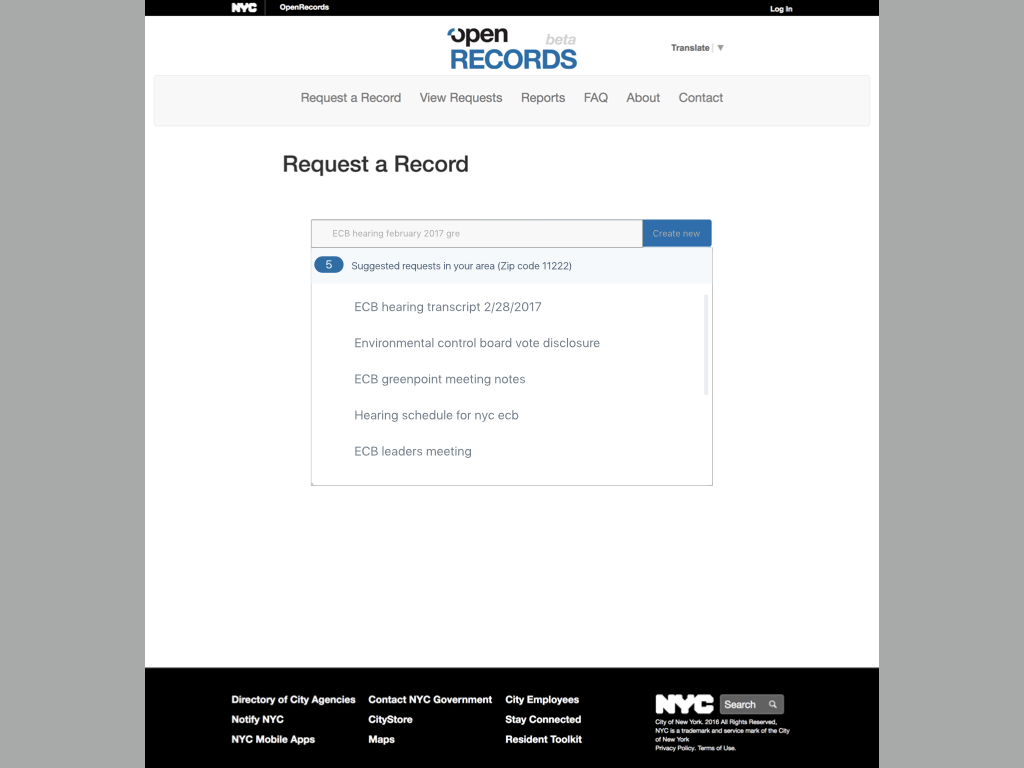 NYC OpenRecords Log In
open
beta
RECORDS
Translate | ▼
Request a Record View Requests Reports FAQ About Contact
Request a Record
ECB hearing february 2017 gre Create new
5 Suggested requests in your area (Zip code 11222)
ECB hearing transcript 2/28/2017
Environmental control board vote disclosure
ECB greenpoint meeting notes
Hearing schedule for nyc ecb
ECB leaders meeting
Directory of City Agencies Contact NYC Government City Employees
Notify NYC CityStore Stay Connected
NYC Mobile Apps Maps Resident Toolkit
NYC Search
City of New York. 2016 All Rights Reserved,
NYC is a trademark and service mark of the City
of New York
Privacy Policy. Terms of Use.